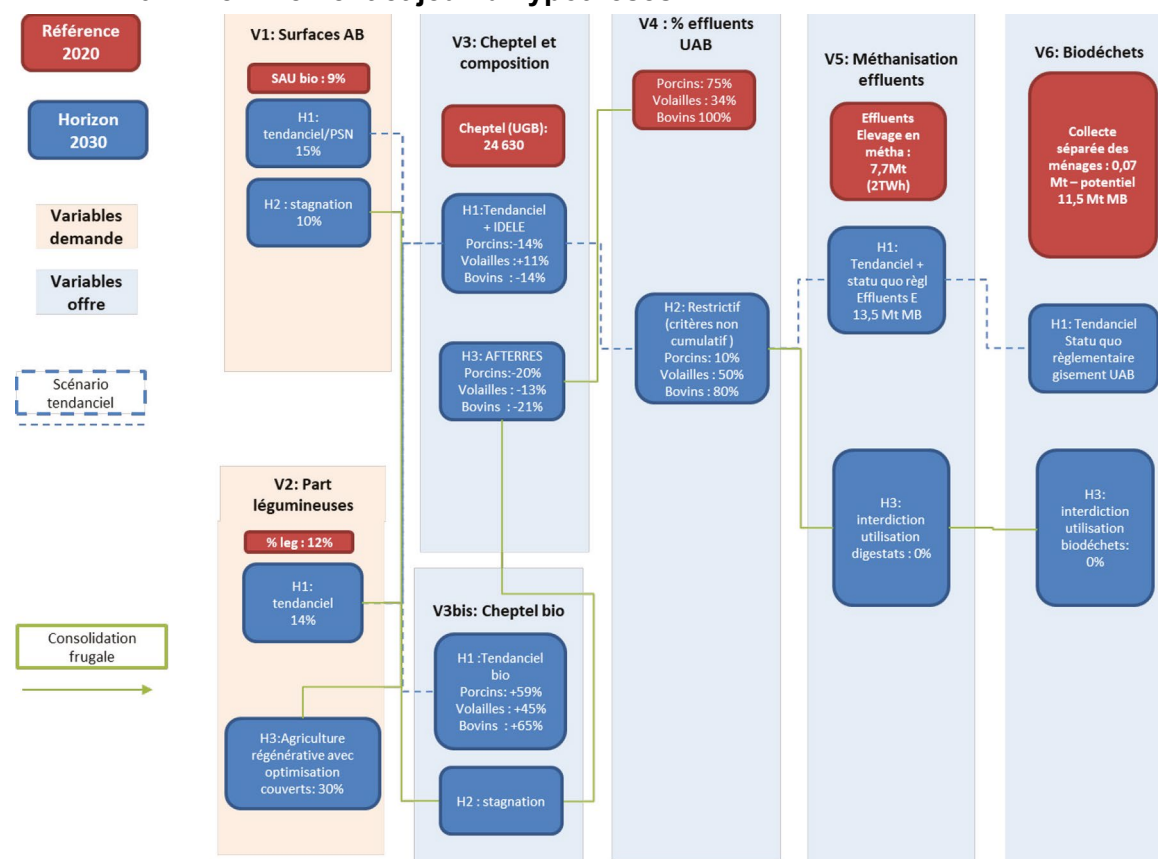 Référence
2020
Horizon
2030
Variables
demande
Variables
offre
Scénario
tendanciel
Consolidation
frugale
V1: Surfaces AB
SAU bio : 9%
H1:
tendanciel/PSN
15%
H2 : stagnation
10%
V2: Part
légumineuses
% leg : 12%
H1:
tendanciel
14%
H3:Agriculture
régénérative avec
optimisation
couverts: 30%
V3: Cheptel et
composition
Cheptel (UGB):
24 630
H1:Tendanciel
+ IDELE
Porcins:-14%
Volailles :+11%
Bovins : -14%
H3: AFTERRES
Porcins:-20%
Volailles : -13%
Bovins : -21%
V3bis: Cheptel bio
H1 :Tendanciel
bio
Porcins: +59%
Volailles : +45%
Bovins : +65%
H2 : stagnation
V4 : % effluents
UAB
Porcins: 75%
Volailles : 34%
Bovins 100%
H2: Restrictif
(critères non
cumulatif )
Porcins: 10%
Volailles : 50%
Bovins : 80%
V5: Méthanisation
effluents
Effluents
Elevage en
métha :
7,7Mt
(2TWh)
H1:
Tendanciel +
statu quo règl
Effluents E
13,5 Mt MB
H3:
interdiction
utilisation
digestats : 0%
V6: Biodéchets
Collecte
séparée des
ménages : 0,07
Mt – potentiel
11,5 Mt MB
H1: Tendanciel
Statu quo
règlementaire
gisement UAB
H3:
interdiction
utilisation
biodéchets:
0%